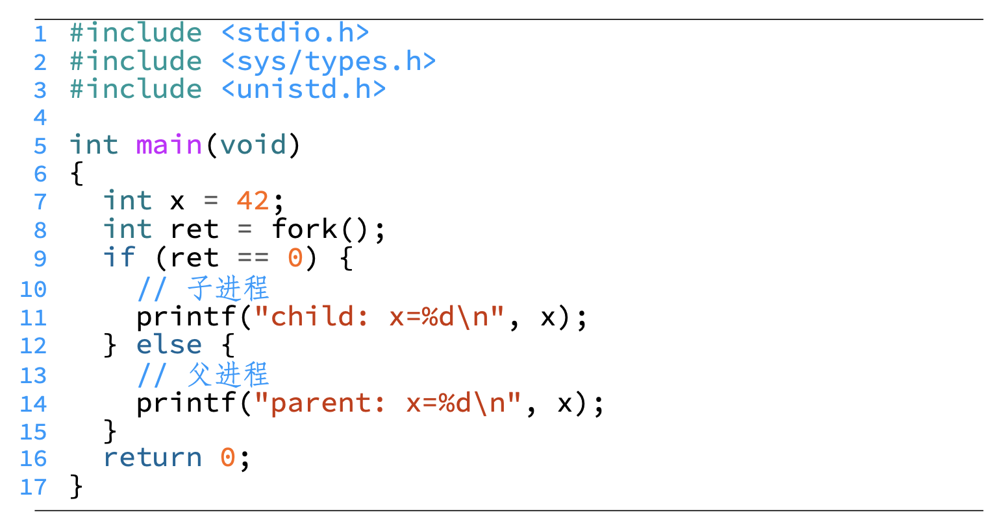 1 #include <stdio.h>
2 #include <sys/types.h>
3 #include <unistd.h>
4
5 int main(void)
6 {
7   int x = 42;
8   int ret = fork();
9   if (ret == 0) {
10     // 子进程
11     printf("child: x=%d\n", x);
12   } else {
13     // 父进程
14     printf("parent: x=%d\n", x);
15   }
16   return 0;
17 }